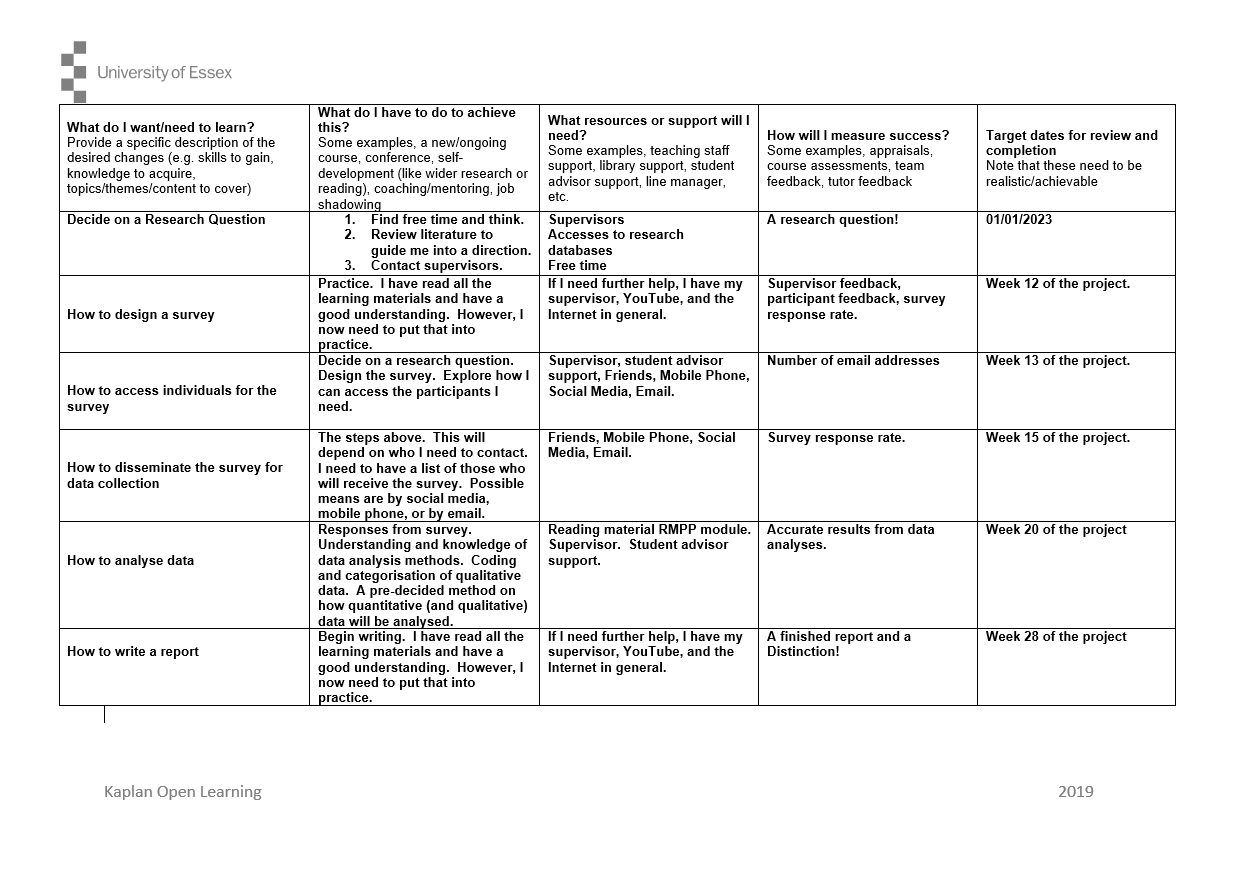 University of Essex
What do I want/need to learn?
Provide a specific description of the
desired changes (e.g. skills to gain,
knowledge to acquire,
topics/themes/content to cover)
What do I have to do to achieve
this?
Some examples, a new/ongoing
course, conference, self-
development (like wider research or
reading), coaching/mentoring, job
shadowing
What resources or support will I
need?
Some examples, teaching staff
support, library support, student
advisor support, line manager,
etc.
How will I measure success?
Some examples, appraisals,
course assessments, team
feedback, tutor feedback
Target dates for review and
completion
Note that these need to be
realistic/achievable
Decide on a Research Question
1. Find free time and think.
2. Review literature to
guide me into a direction.
3. Contact supervisors.
Supervisors
Accesses to research
databases
Free time
A research question!
01/01/2023
How to design a survey
Practice. I have read all the
learning materials and have a
good understanding. However, I
now need to put that into
practice.
If I need further help, I have my
supervisor, YouTube, and the
Internet in general.
Supervisor feedback,
participant feedback, survey
response rate.
Week 12 of the project.
How to access individuals for the
survey
Decide on a research question.
Design the survey. Explore how I
can access the participants I
need.
Supervisor, student advisor
support, Friends, Mobile Phone,
Social Media, Email.
Number of email addresses
Week 13 of the project.
How to disseminate the survey for
data collection
The steps above. This will
depend on who I need to contact.
I need to have a list of those who
will receive the survey. Possible
means are by social media,
mobile phone, or by email.
Friends, Mobile Phone, Social
Media, Email.
Survey response rate.
Week 15 of the project.
How to analyse data
Responses from survey.
Understanding and knowledge of
data analysis methods. Coding
and categorisation of qualitative
data. A pre-decided method on
how quantitative (and qualitative)
data will be analysed.
Reading material RMPP module.
Supervisor. Student advisor
support.
Accurate results from data
analyses.
Week 20 of the project
How to write a report
Begin writing. I have read all the
learning materials and have a
good understanding. However, I
now need to put that into
practice.
If I need further help, I have my
supervisor, YouTube, and the
Internet in general.
A finished report and a
Distinction!
Week 28 of the project
Kaplan Open Learning
2019